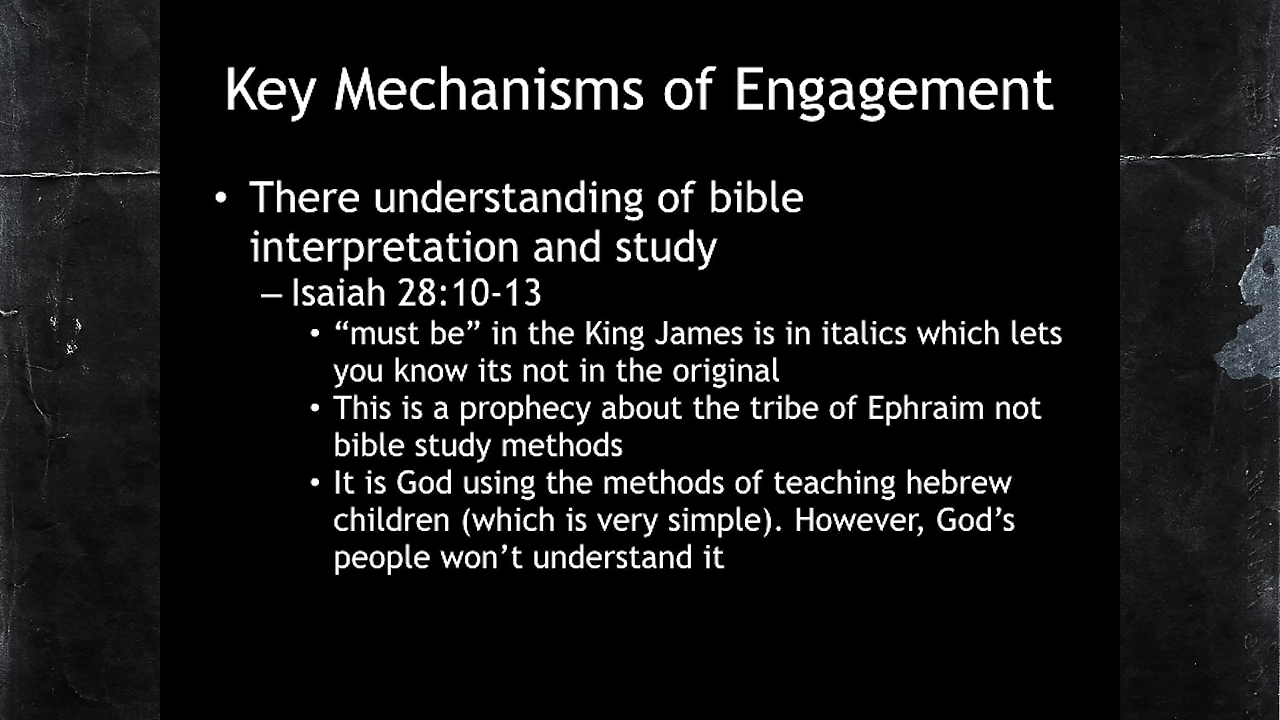 Key Mechanisms of Engagement
• There understanding of bible
interpretation and study
– Isaiah 28:10-13
• “must be” in the King James is in italics which lets
you know its not in the original
• This is a prophecy about the tribe of Ephraim not
bible study methods
• It is God using the methods of teaching hebrew
children (which is very simple). However, God’s
people won’t understand it